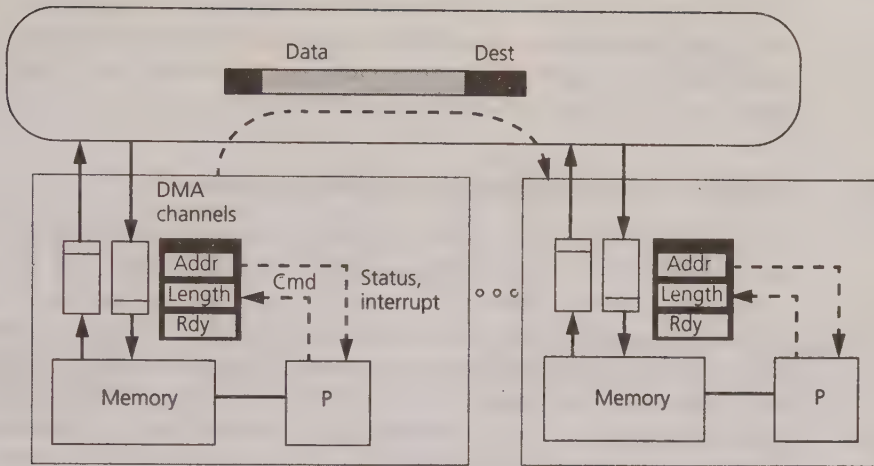 Data Dest
DMA
channels
Addr
Length
Rdy
Cmd
Status,
interrupt
Memory
P
Addr
Length
Rdy
Memory
P